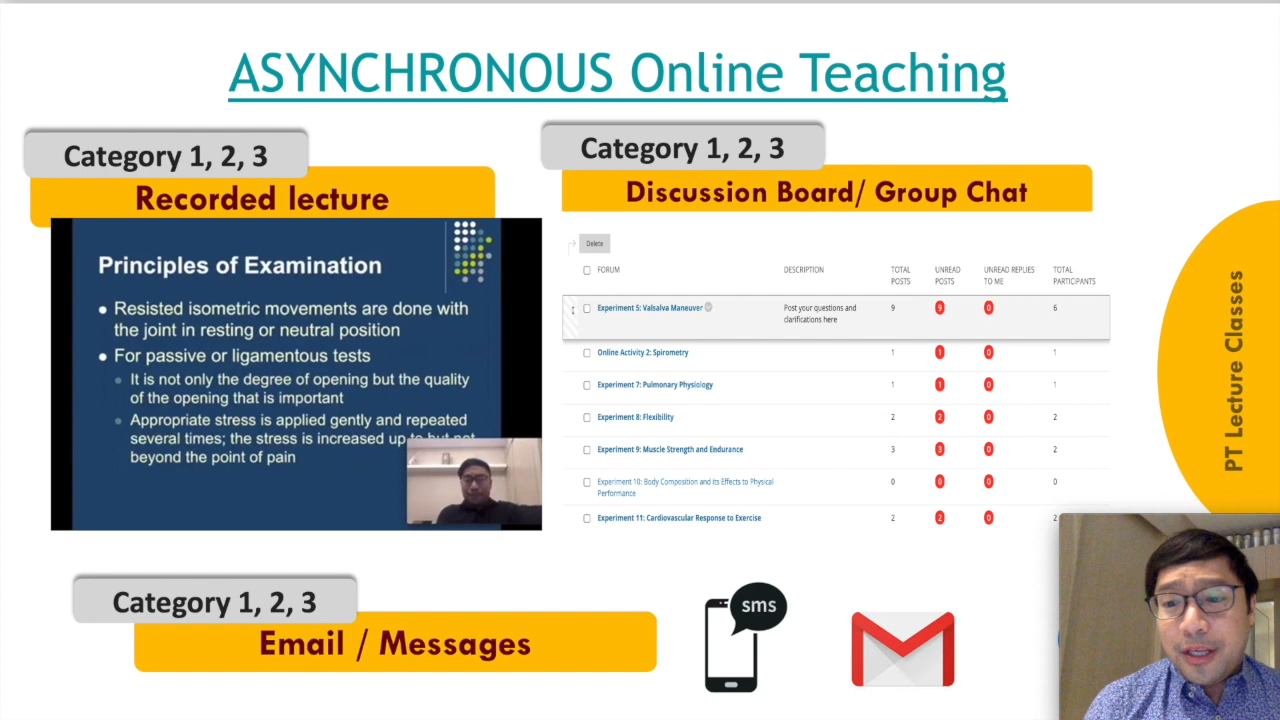 ASYNCHRONOUS Online Teaching
Category 1, 2, 3
Recorded lecture
Principles of Examination
Resisted isometric movements are done with
the joint in resting or neutral position
For passive or ligamentous tests
It is not only the degree of opening but the quality
of the opening that is important
Appropriate stress is applied gently and repeated
several times; the stress is increased up to but not
beyond the point of pain
Category 1, 2, 3
Discussion Board/ Group Chat
Delete
FORUM DESCRIPTION TOTAL POSTS UNREAD POSTS UNREAD REPLIES TO ME TOTAL PARTICIPANTS
Experiment 5: Valsalva Maneuver Post your questions and clarifications here 9 9 0 6
Online Activity 2: Spirometry 1 1 0 1
Experiment 7: Pulmonary Physiology 1 1 0 1
Experiment 8: Flexibility 2 2 0 2
Experiment 9: Muscle Strength and Endurance 3 3 0 2
Experiment 10: Body Composition and its Effects to Physical Performance 0 0 0 0
Experiment 11: Cardiovascular Response to Exercise 2 2 0 2
PT Lecture Classes
Category 1, 2, 3
Email / Messages
sms